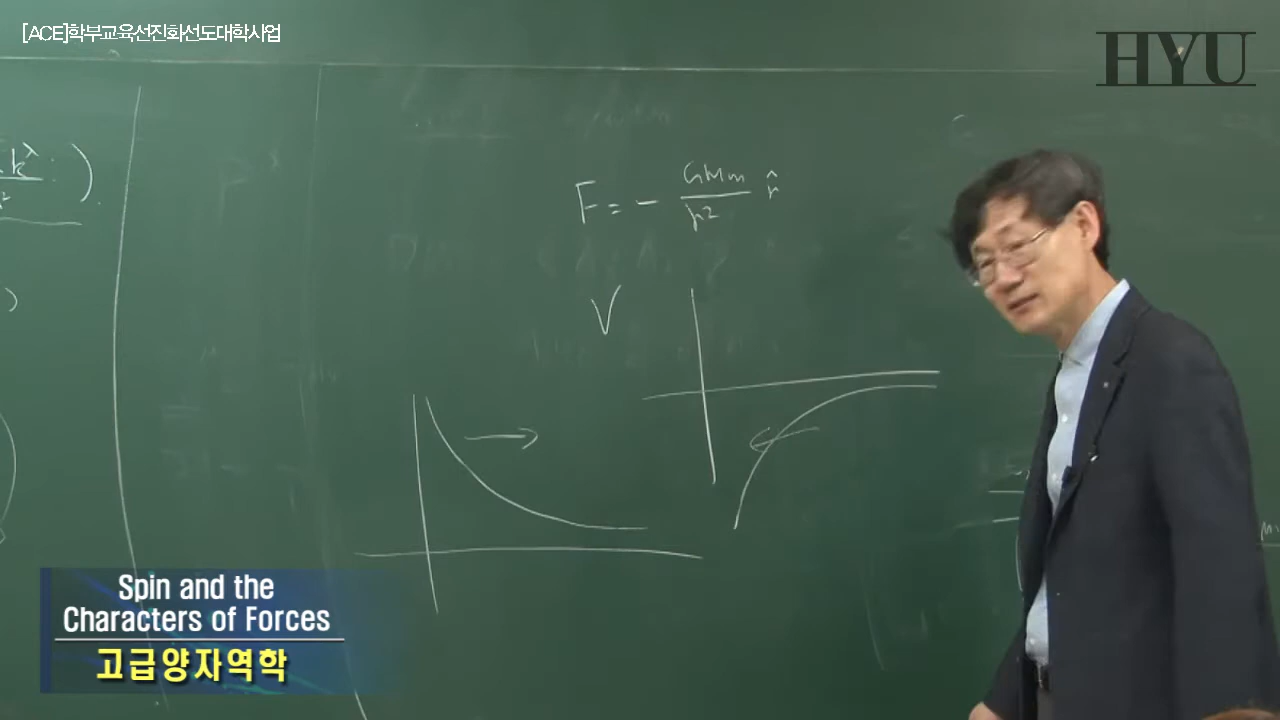 [ACE]학부교육선진화선도대학사업
HYU
F = - GMm/r² r̂
V
Spin and the
Characters of Forces
고급양자역학